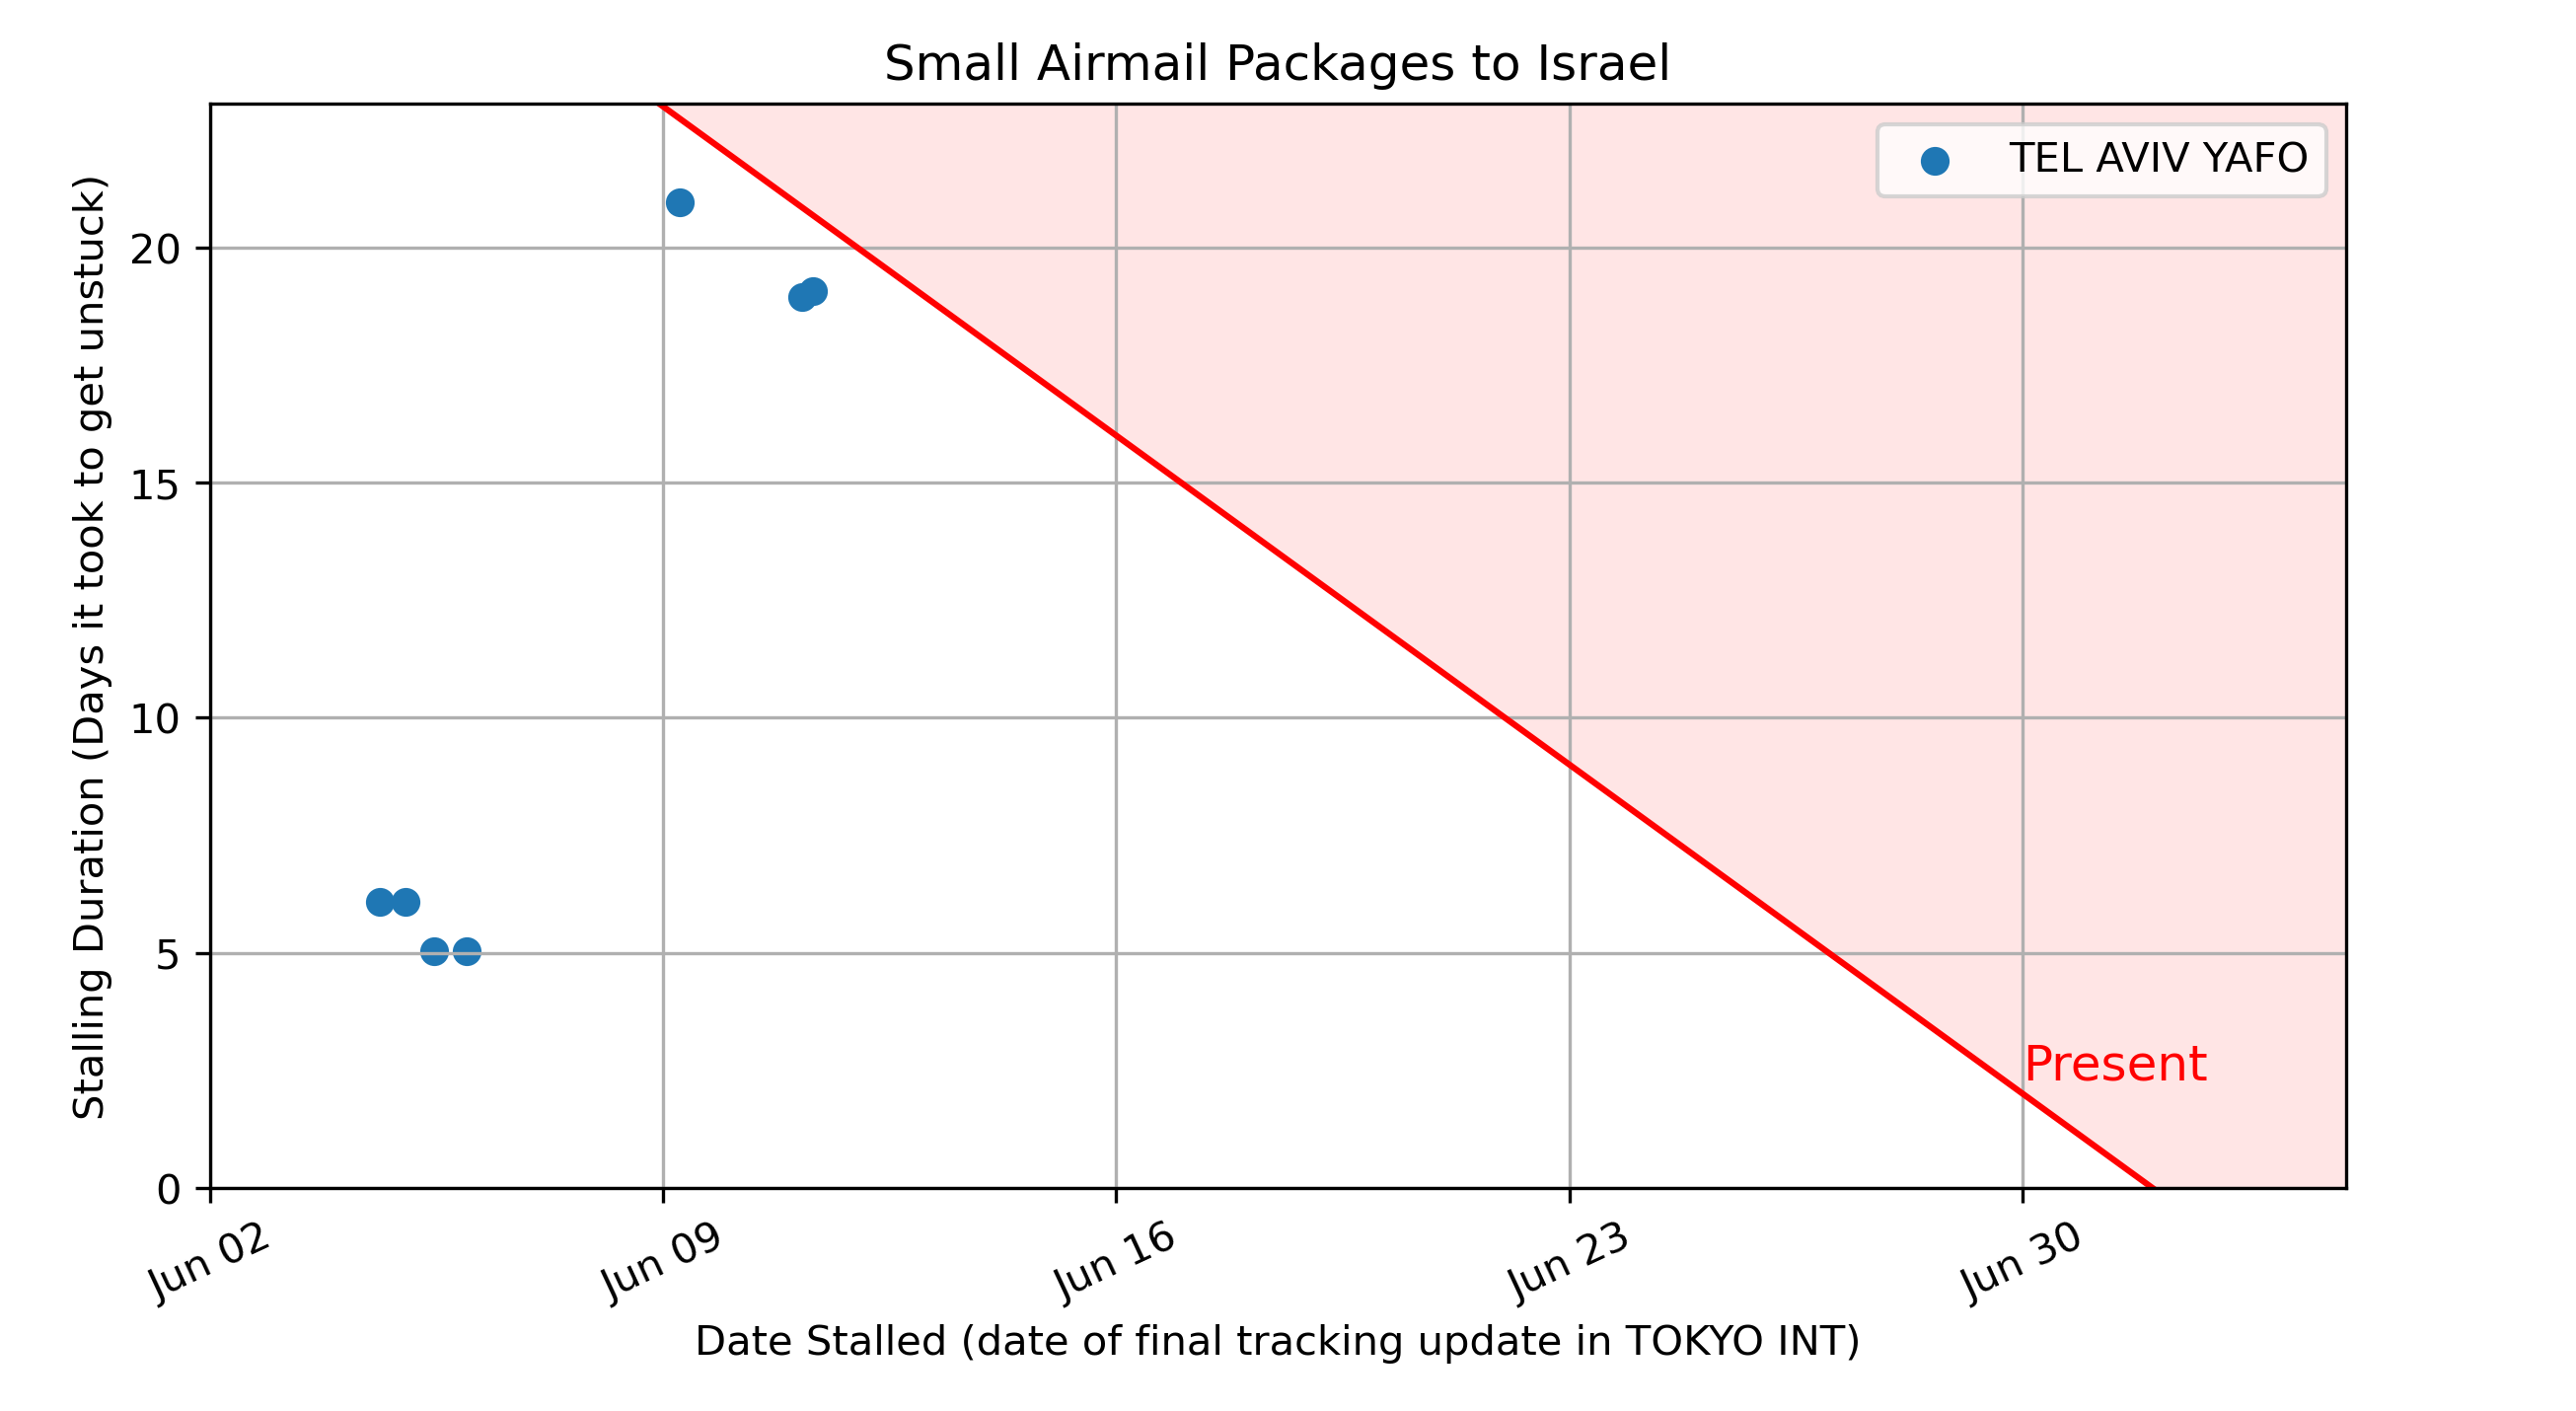 Small Airmail Packages to Israel
TEL AVIV YAFO
Stalling Duration (Days it took to get unstuck)
20
15
10
5
0
Present
Jun 02
Jun 09
Jun 16
Jun 23
Jun 30
Date Stalled (date of final tracking update in TOKYO INT)